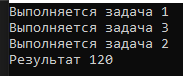 Выполняется задача 1
Выполняется задача 3
Выполняется задача 2
Результат 120